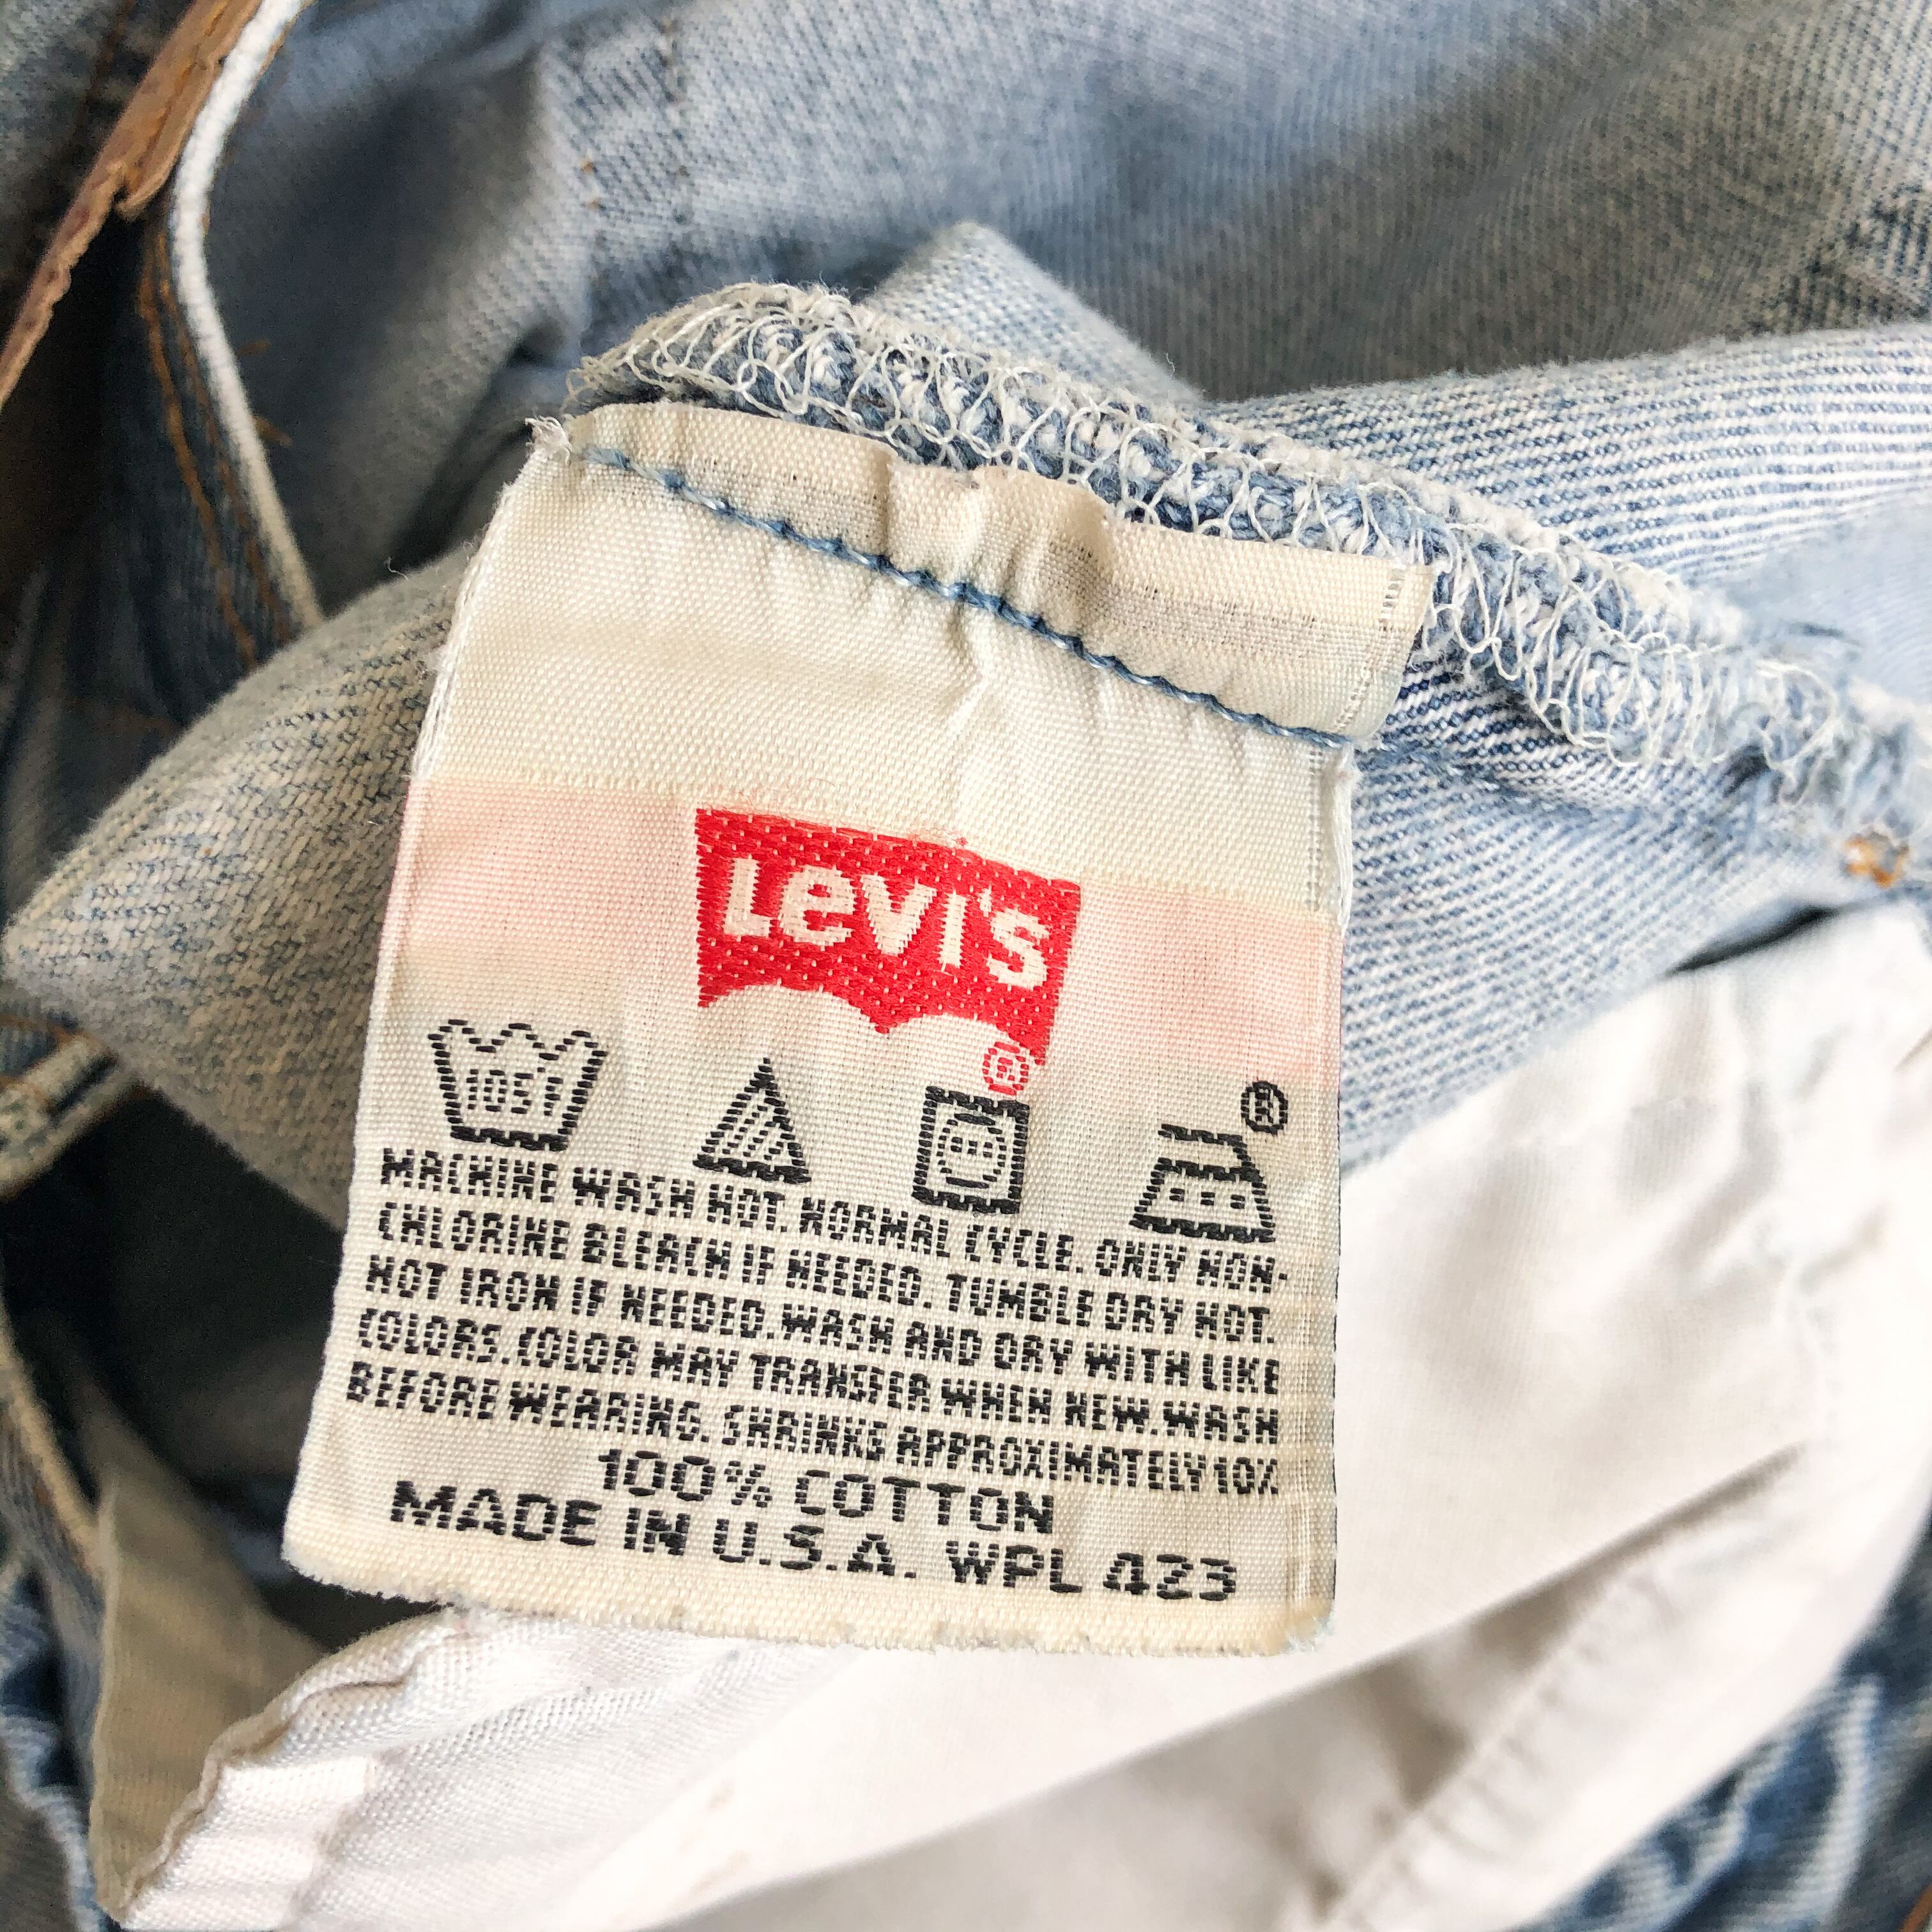 Levi's
®
105°F
®
MACHINE WASH HOT. NORMAL CYCLE. ONLY NON-
CHLORINE BLEACH IF NEEDED. TUMBLE DRY HOT.
HOT IRON IF NEEDED. WASH AND DRY WITH LIKE
COLORS. COLOR MAY TRANSFER WHEN NEW. WASH
BEFORE WEARING. SHRINKS APPROXIMATELY 10%
100% COTTON
MADE IN U.S.A. WPL 423